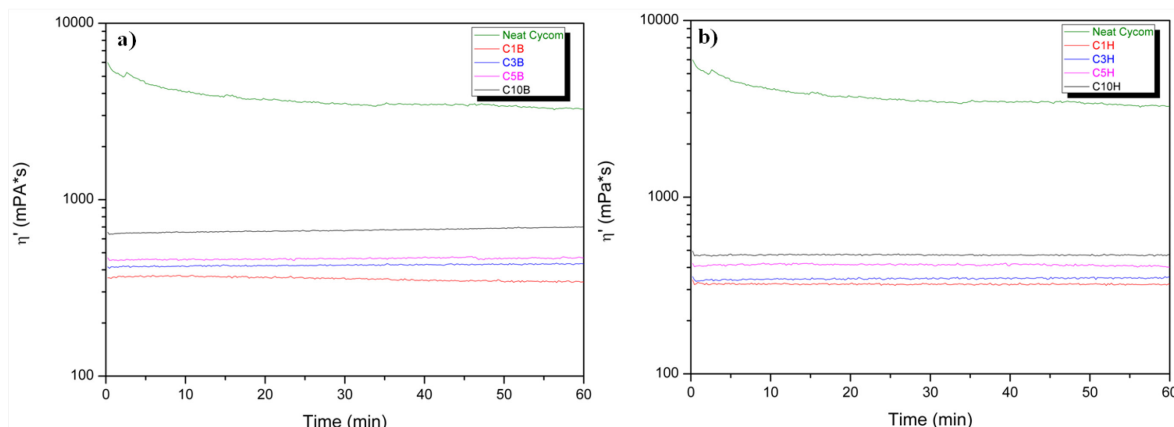 a)
Neat Cycom
C1B
C3B
C5B
C10B
10000
1000
100
η' (mPA*s)
0
10
20
30
40
50
60
Time (min)
b)
Neat Cycom
C1H
C3H
C5H
C10H
10000
1000
100
η' (mPa*s)
0
10
20
30
40
50
60
Time (min)